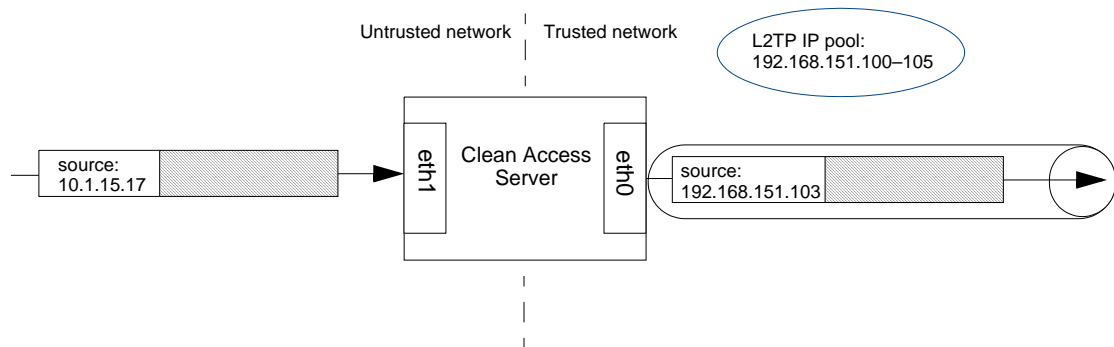 Untrusted network
Trusted network
L2TP IP pool:
192.168.151.100–105
source:
10.1.15.17
eth1
Clean Access
Server
eth0
source:
192.168.151.103